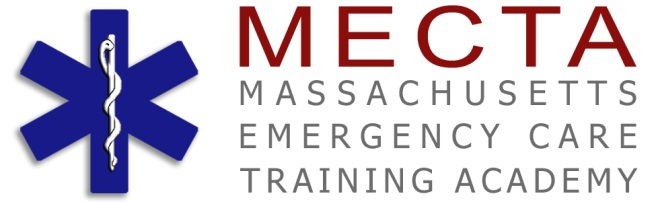 MECTA
MASSACHUSETTS
EMERGENCY CARE
TRAINING ACADEMY